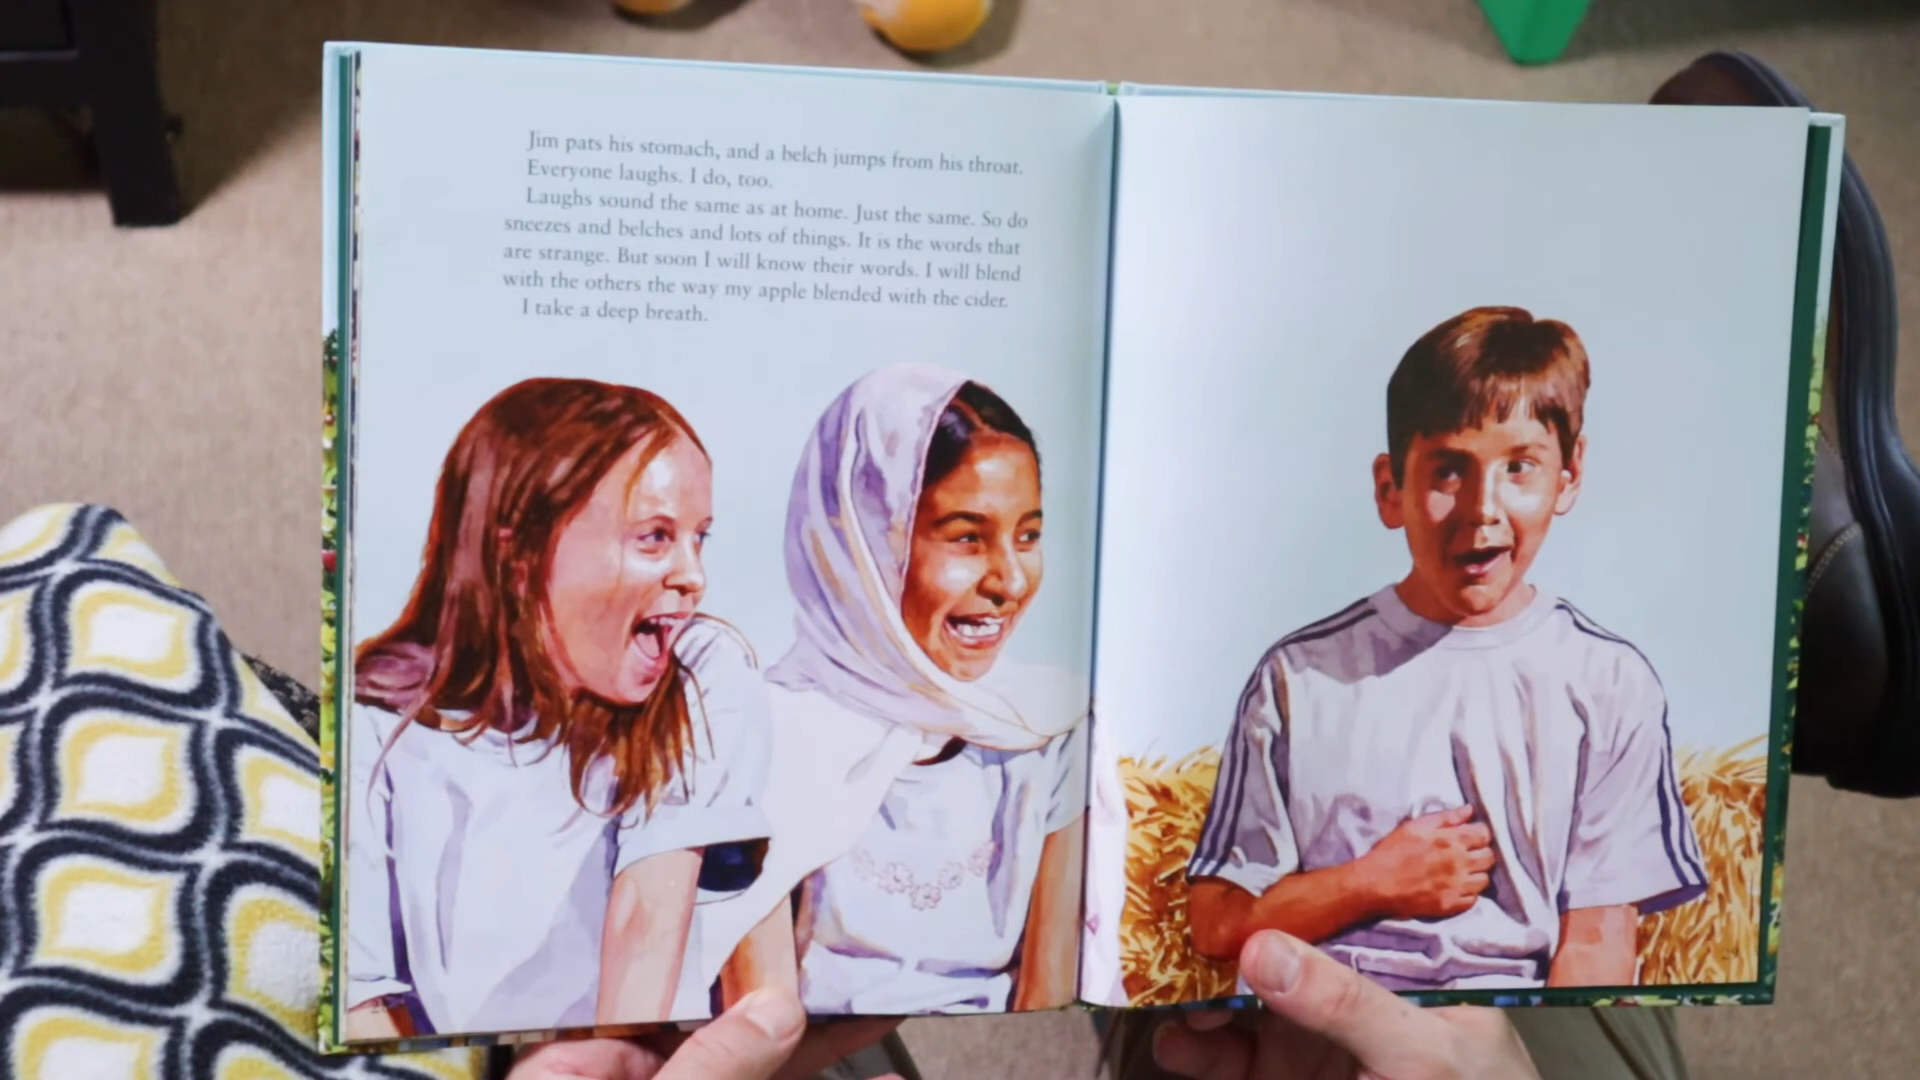 Jim pats his stomach, and a belch jumps from his throat.
Everyone laughs. I do, too.
Laughs sound the same as at home. Just the same. So do
sneezes and belches and lots of things. It is the words that
are strange. But soon I will know their words. I will blend
with the others the way my apple blended with the cider.
I take a deep breath.